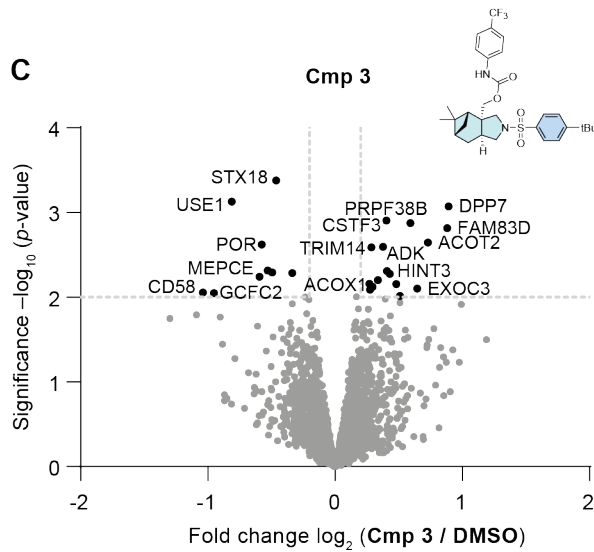 C
Cmp 3
CF₃
HN
O
O
O
N
S
O
tBu
H
Significance –log₁₀ (p-value)
4
3
2
1
0
STX18
USE1
POR
MEPCE
CD58
GCFC2
PRPF38B
CSTF3
TRIM14
ADK
ACOX1
HINT3
EXOC3
DPP7
FAM83D
ACOT2
-2
-1
0
1
2
Fold change log₂ (Cmp 3 / DMSO)